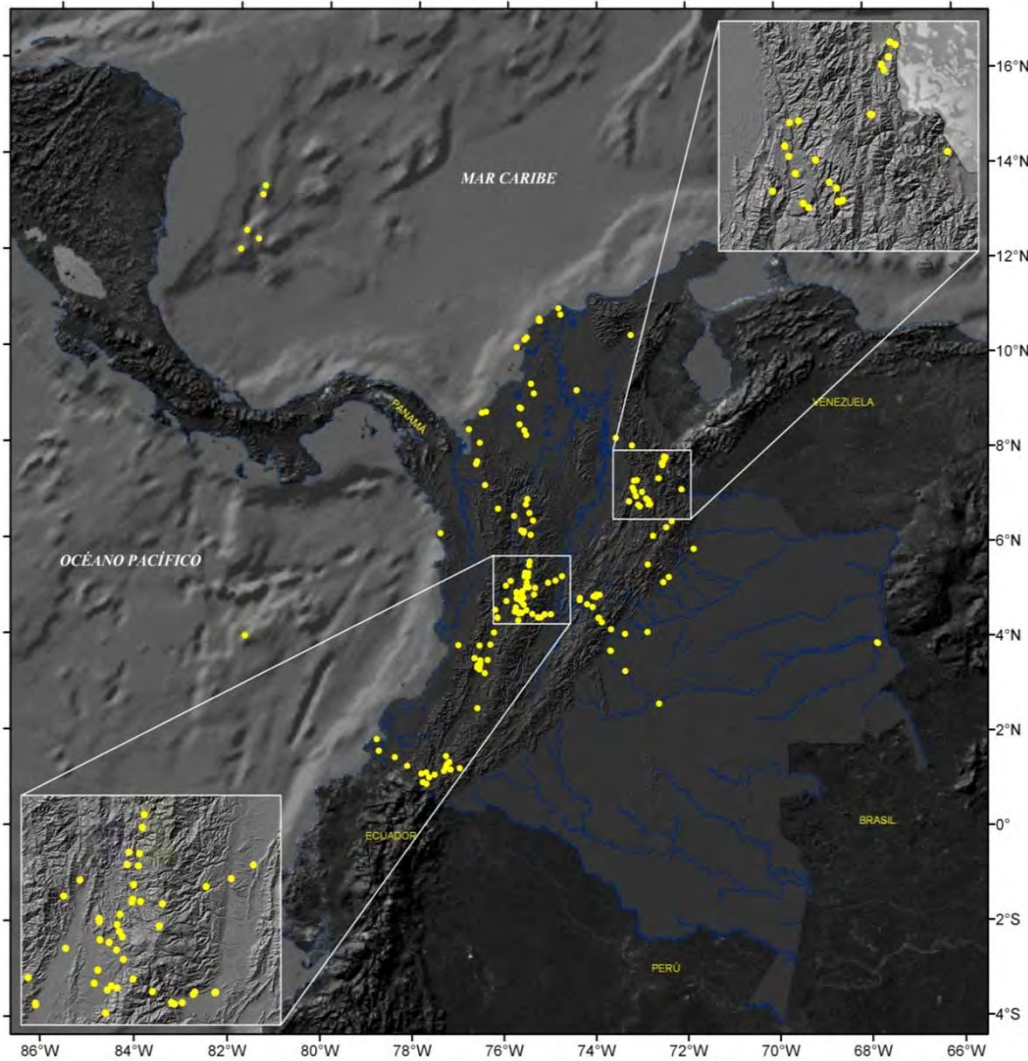 16°N
MAR CARIBE
14°N
12°N
10°N
PANAMÁ
VENEZUELA
8°N
6°N
OCÉANO PACÍFICO
4°N
2°N
0°
ECUADOR
BRASIL
2°S
PERÚ
4°S
86°W 84°W 82°W 80°W 78°W 76°W 74°W 72°W 70°W 68°W 66°W